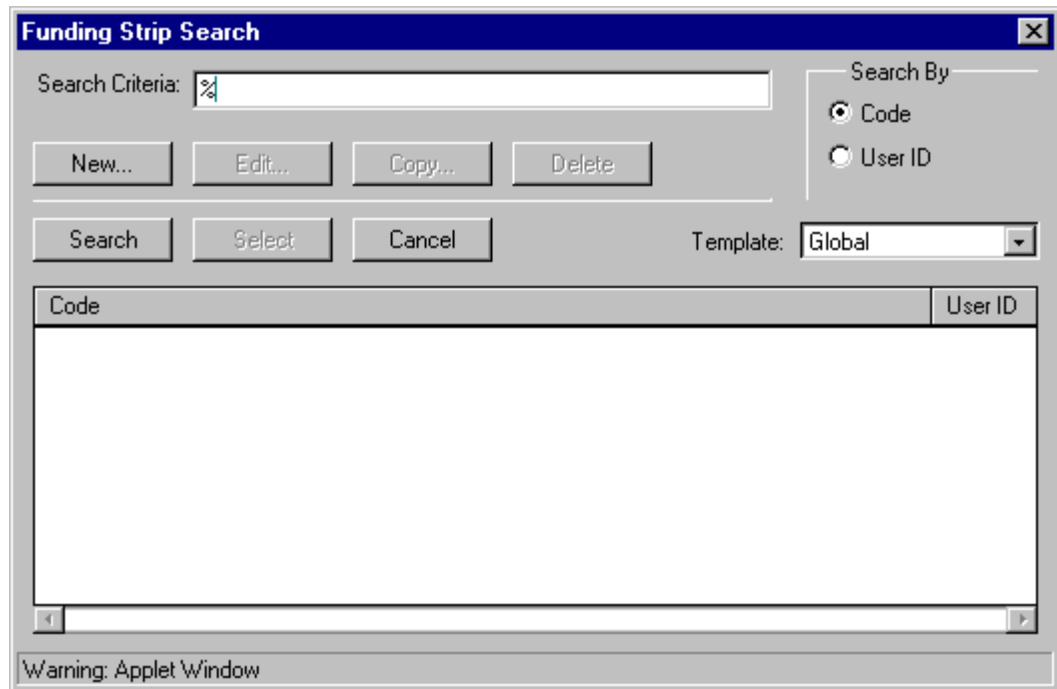 Funding Strip Search
Search Criteria: %
Search By
Code
User ID
New... Edit... Copy... Delete
Search Select Cancel
Template: Global
Code User ID
Warning: Applet Window